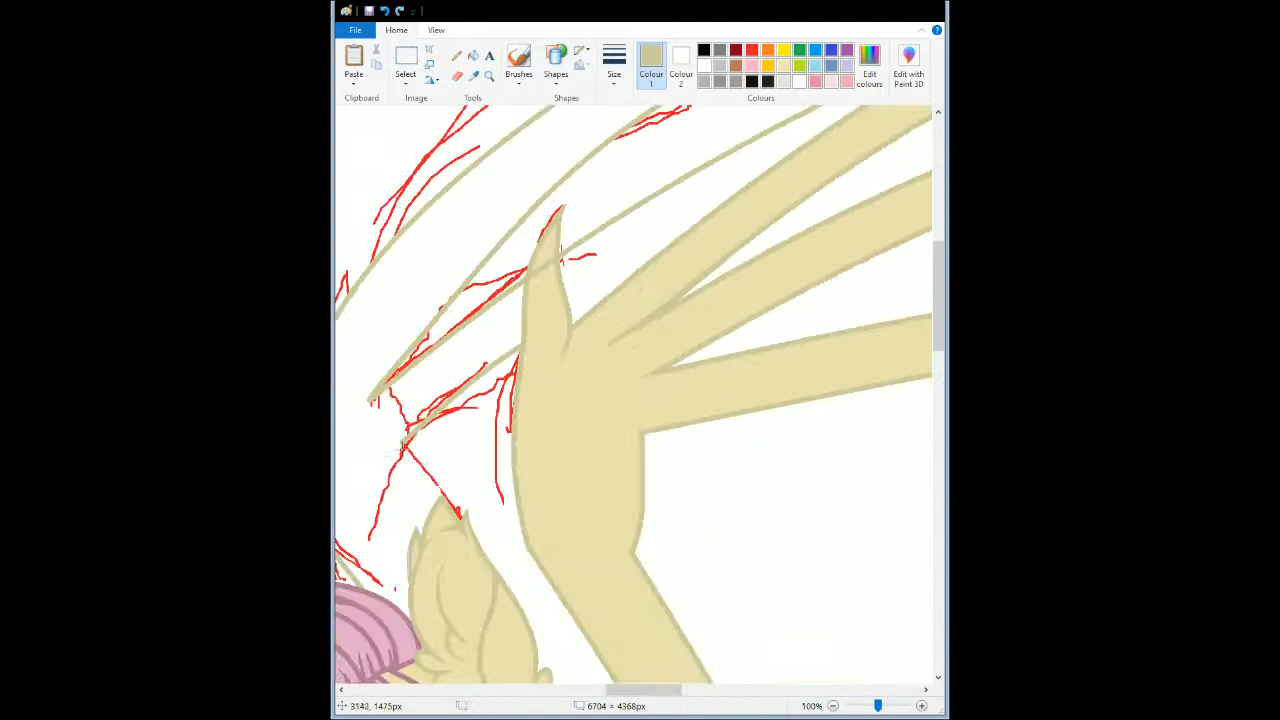 File Home View
Paste Select Brushes Shapes Size Colour 1 Colour 2 Edit colours Edit with Paint 3D
Clipboard Image Tools Shapes Colours
3143, 1475px 6704 × 4368px 100%